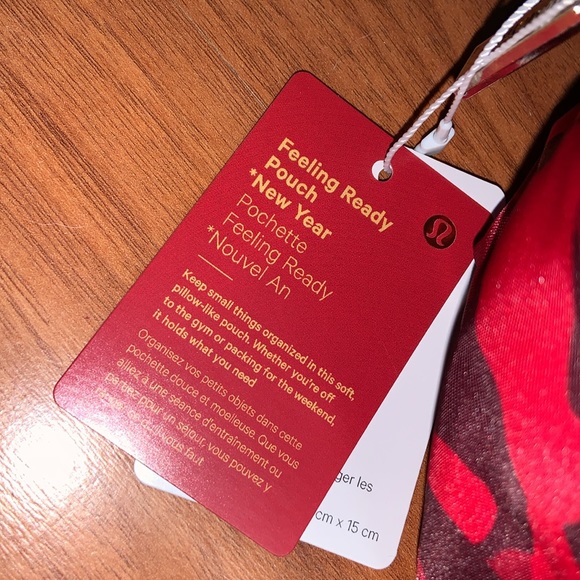 Feeling Ready
Pouch
*New Year
Pochette
Feeling Ready
*Nouvel An
Keep small things organized in this soft,
pillow-like pouch. Whether you're off
to the gym or packing for the weekend,
it holds what you need
Organisez vos petits objets dans cette
pochette douce et, moelleuse. Que vous
alliez à une séance d'entraînement ou
partiez pour un séjour, vous pouvez y
vous faut
ger les
cm x 15 cm